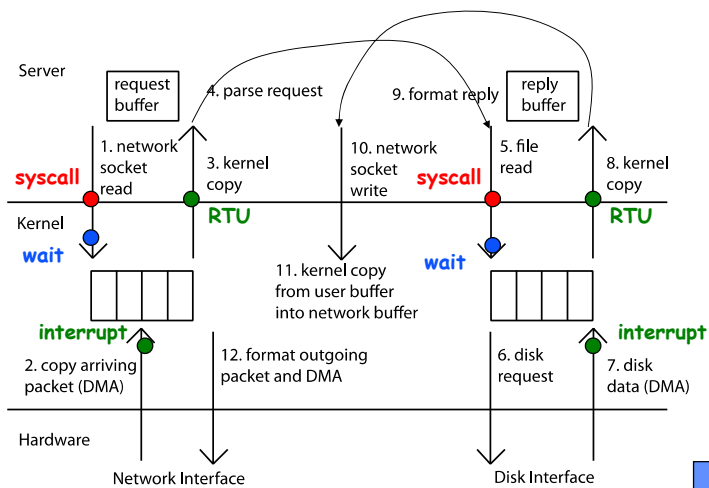 Server
request
buffer
4. parse request
9. format reply
reply
buffer
1. network
socket
read
3. kernel
copy
10. network
socket
write
5. file
read
8. kernel
copy
syscall
syscall
RTU
RTU
Kernel
wait
wait
11. kernel copy
from user buffer
into network buffer
interrupt
interrupt
2. copy arriving
packet (DMA)
12. format outgoing
packet and DMA
6. disk
request
7. disk
data (DMA)
Hardware
Network Interface
Disk Interface